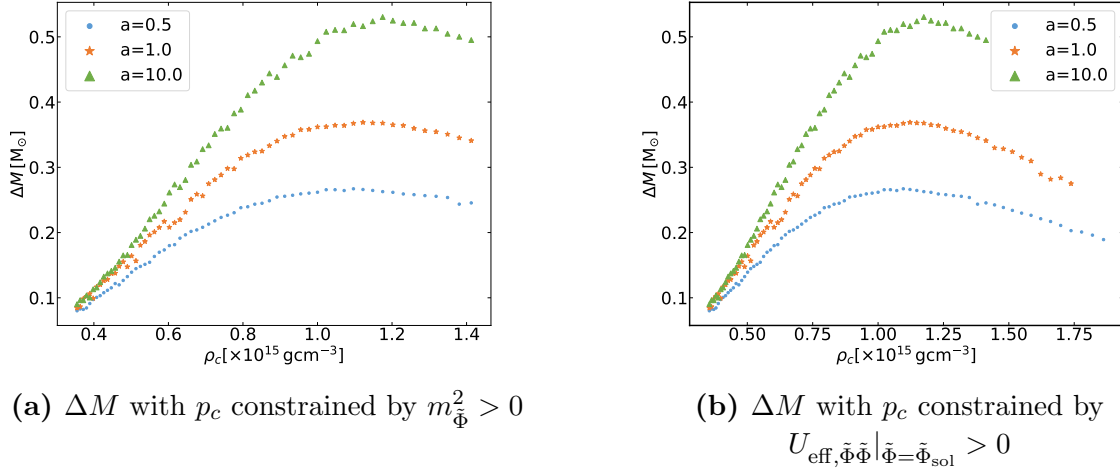 0.5
0.4
0.3
0.2
0.1
ΔM [M⊙]
a=0.5
a=1.0
a=10.0
0.4 0.6 0.8 1.0 1.2 1.4
ρc[×10¹⁵ gcm⁻³]
(a) ΔM with pc constrained by m²_Φ̃ > 0
0.5
0.4
0.3
0.2
0.1
ΔM [M⊙]
a=0.5
a=1.0
a=10.0
0.50 0.75 1.00 1.25 1.50 1.75
ρc[×10¹⁵ gcm⁻³]
(b) ΔM with pc constrained by
U_eff,Φ̃Φ̃|Φ̃=Φ̃_sol > 0